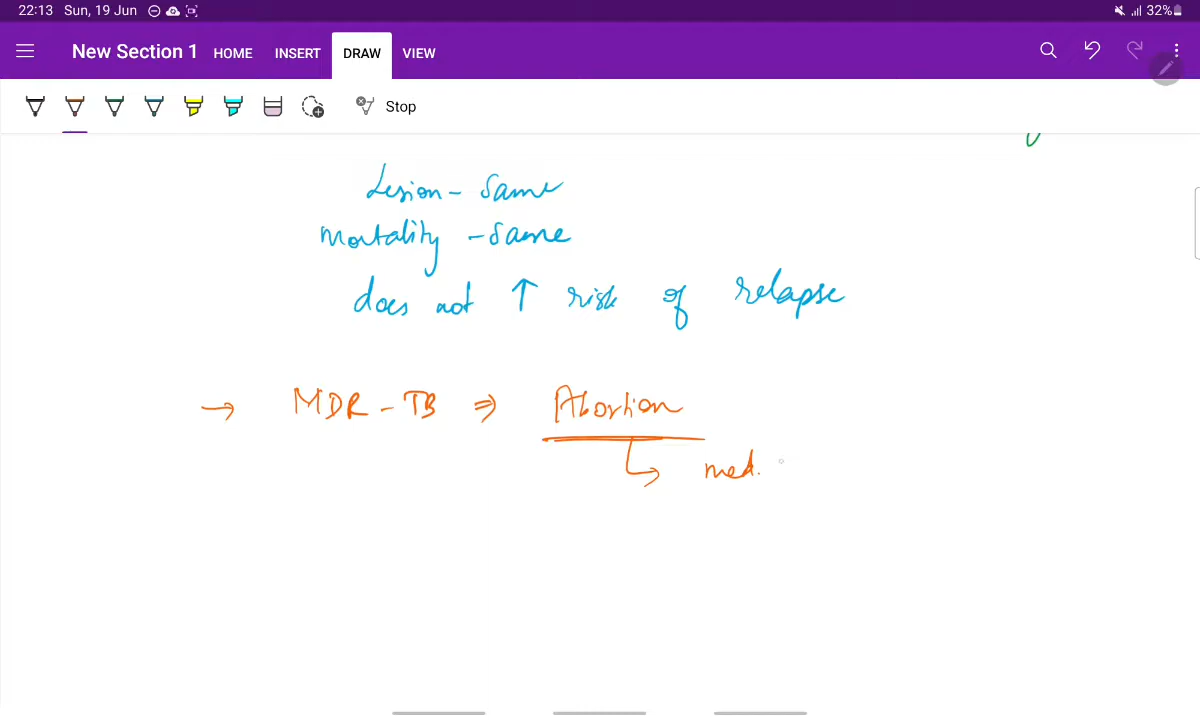 22:13 Sun, 19 Jun 32%
New Section 1 HOME INSERT DRAW VIEW
Stop
Lesion - Same
Mortality - Same
does not ↑ risk of relapse
→ MDR - TB ⇒ Abortion
↳ med.